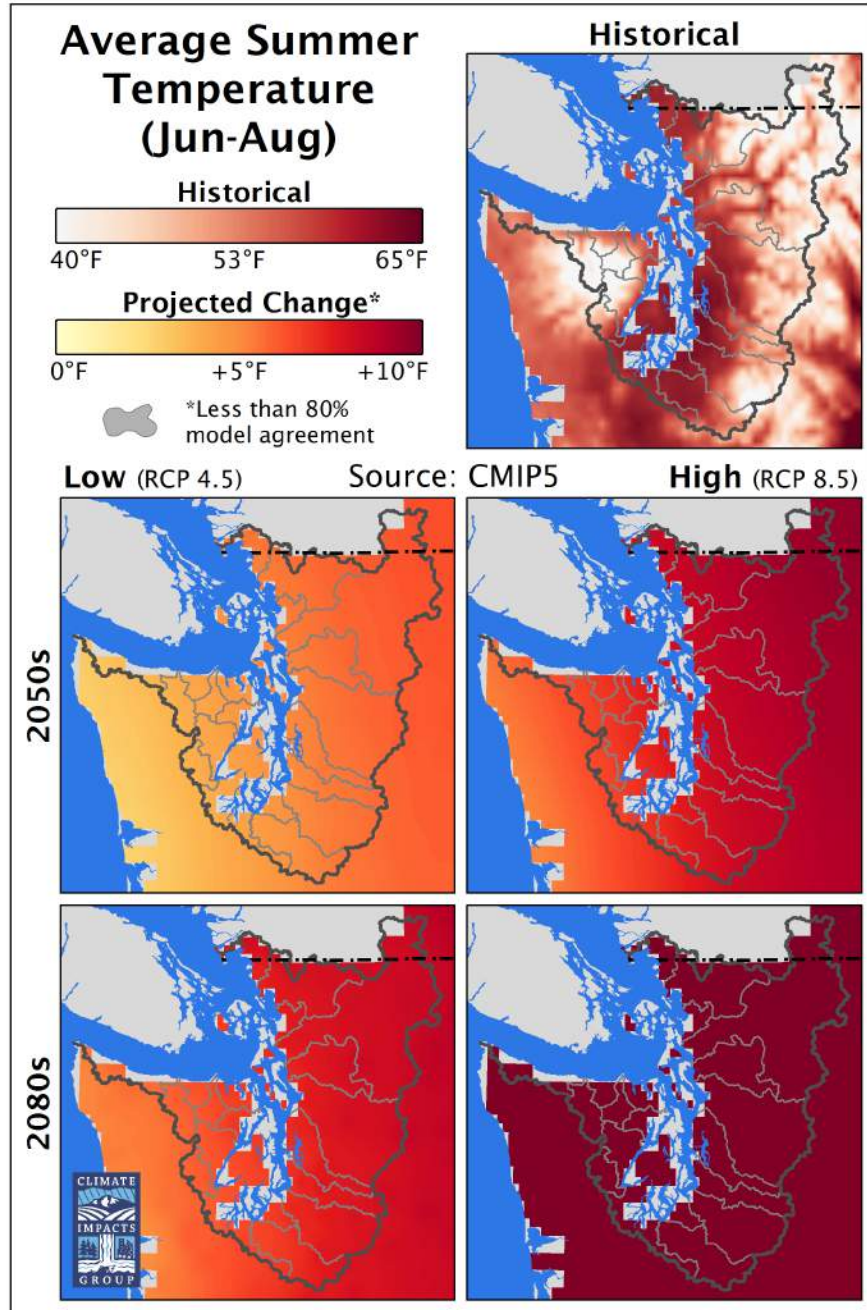 Average Summer
Temperature
(Jun-Aug)
Historical
40°F 53°F 65°F
Projected Change*
0°F +5°F +10°F
*Less than 80%
model agreement
Historical
Low (RCP 4.5) Source: CMIP5 High (RCP 8.5)
2050s
2080s
CLIMATE
IMPACTS
GROUP